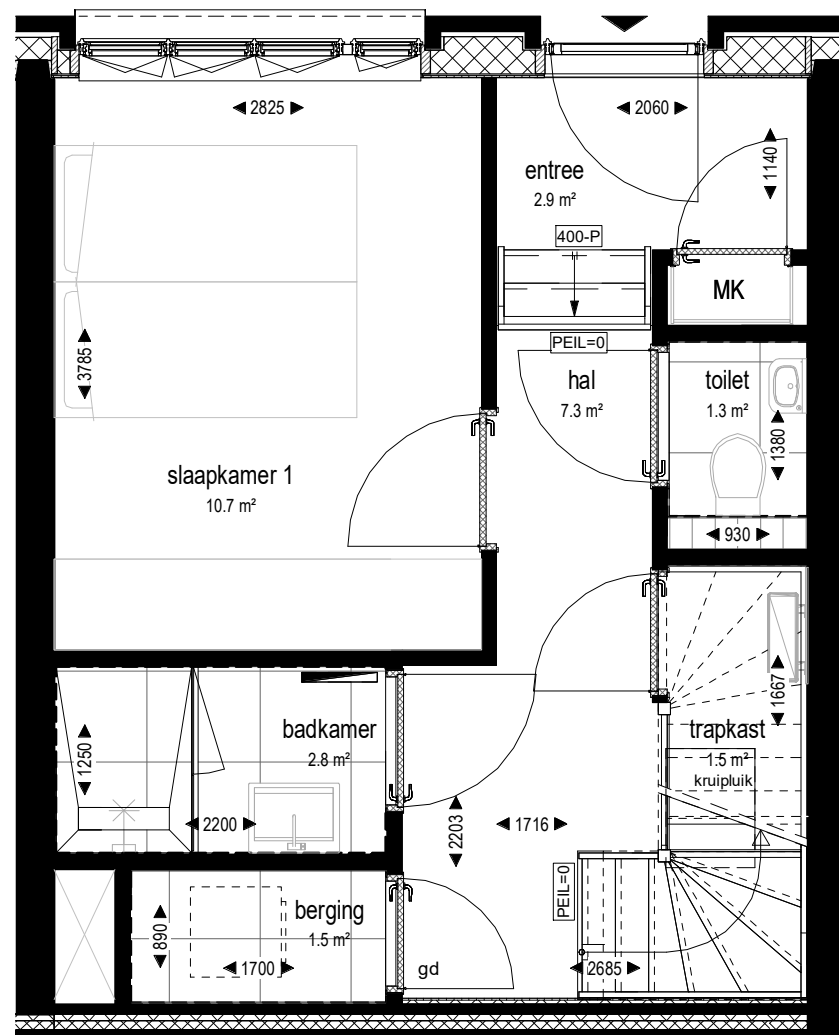 2825
2060
1140
entree
2.9 m²
400-P
MK
PEIL=0
3785
hal
7.3 m²
toilet
1.3 m²
1380
slaapkamer 1
10.7 m²
930
1667
badkamer
2.8 m²
trapkast
1.5 m²
kruipluik
1250
2200
2203
1716
PEIL=0
berging
1.5 m²
890
1700
gd
2685